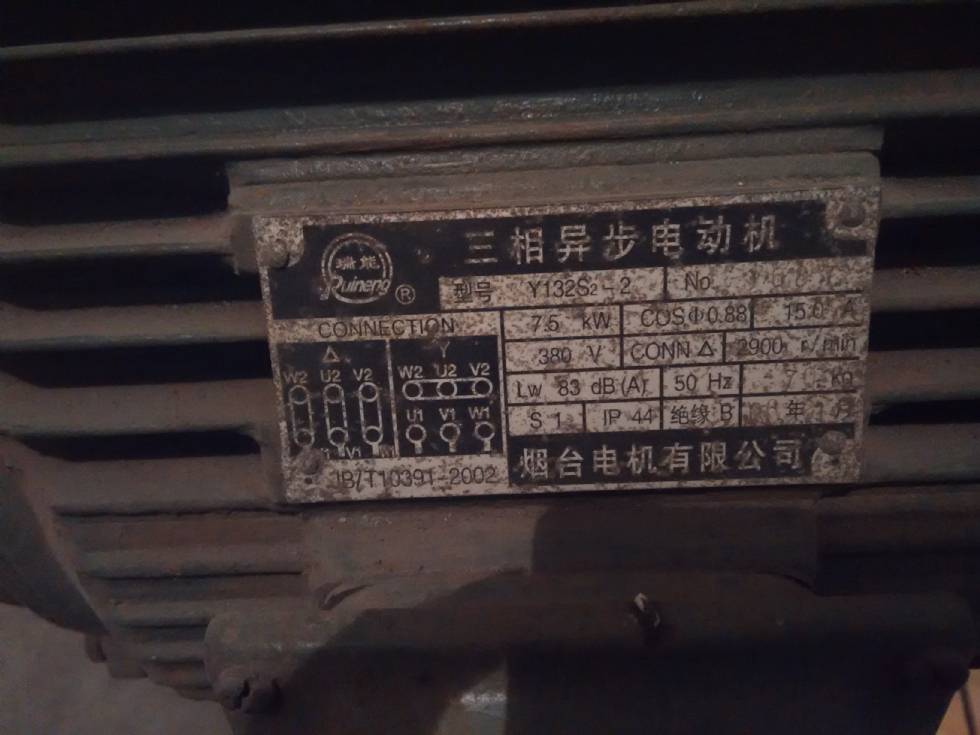 三相异步电动机
瑞能
Ruineng ®
型号 Y132S2-2 No
CONNECTION
7.5 kW COSΦ0.88 15.0 A
380 V CONN △ 2900 r/min
Lw 83 dB(A) 50 Hz kg
S 1 IP 44 绝缘 B 年
△ Y
W2 U2 V2 W2 U2 V2
U1 V1 W1
V1
JB/T10391-2002
烟台电机有限公司